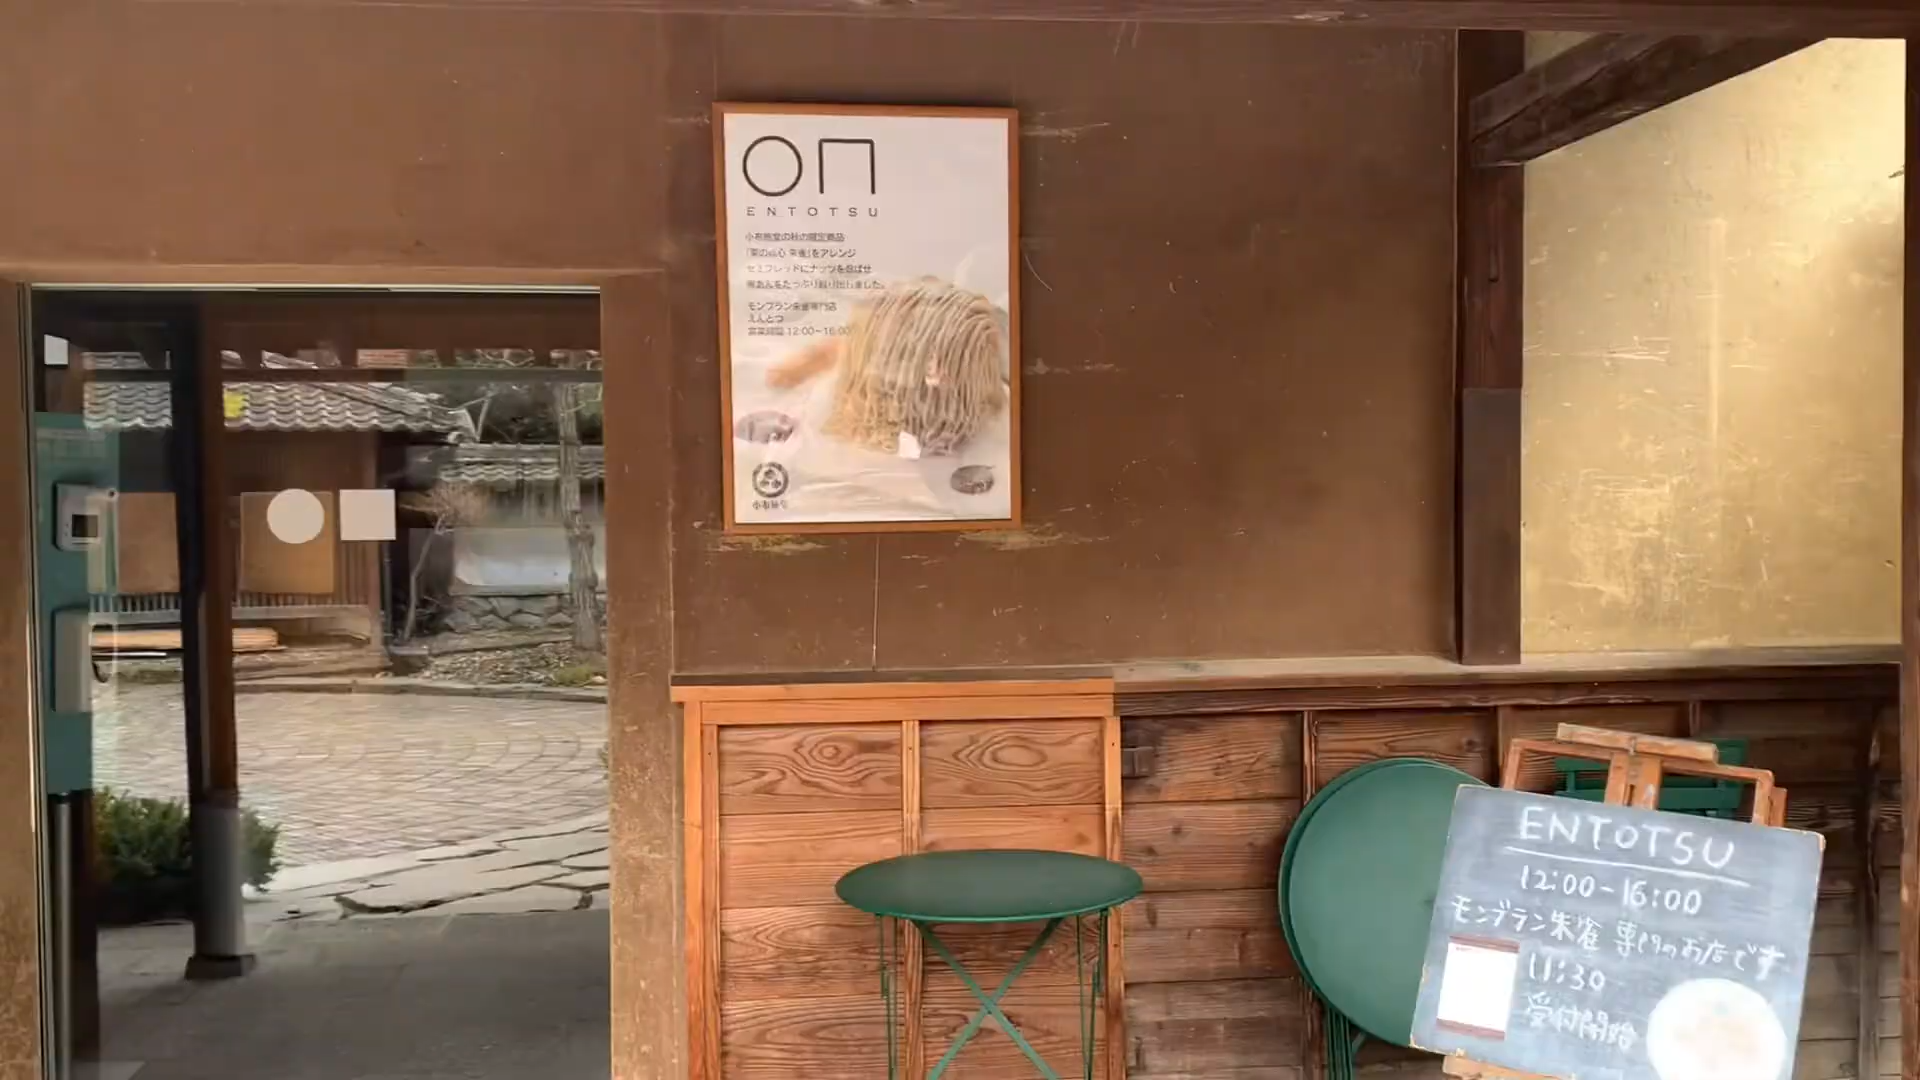 ENTOTSU
小布施堂の秋の限定商品
「栗の点心 朱雀」をアレンジ
セミフレッドにナッツを忍ばせ
栗あんをたっぷり絞り出しました。
モンブラン朱雀専門店
えんとつ
営業時間 12:00~16:00
小布施堂
ENTOTSU
12:00-16:00
モンブラン朱雀 専門のお店です
11:30
受付開始